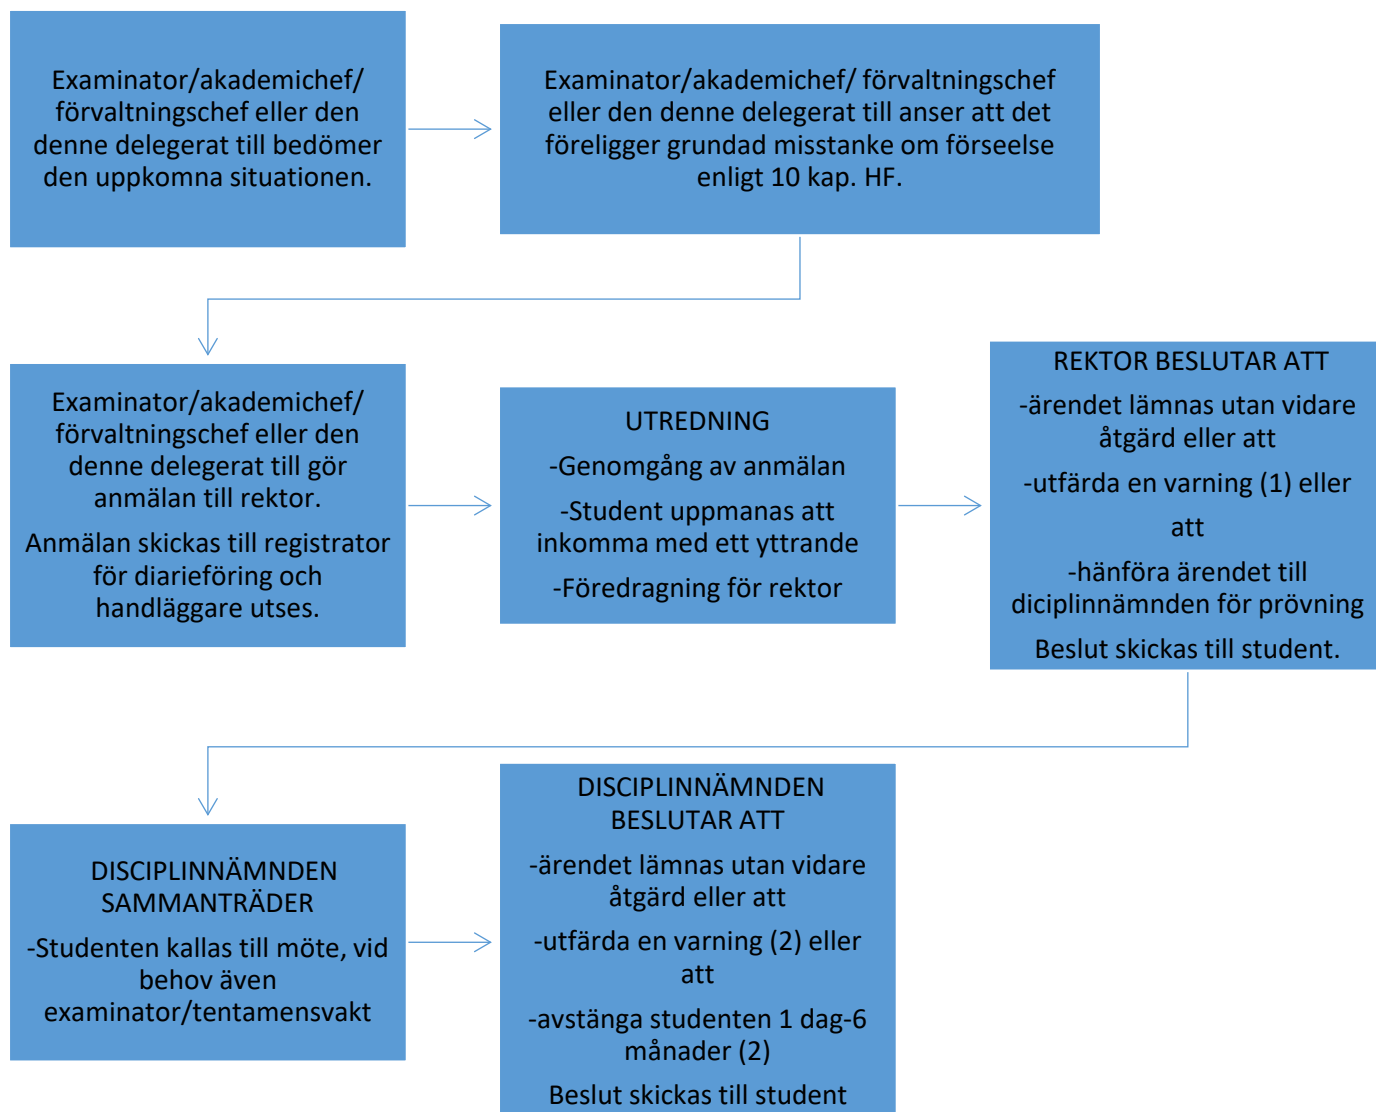 Examinator/akademichef/
förvaltningschef eller den
denne delegerat till bedömer
den uppkomna situationen.
Examinator/akademichef/ förvaltningschef
eller den denne delegerat till anser att det
föreligger grundad misstanke om förseelse
enligt 10 kap. HF.
Examinator/akademichef/
förvaltningschef eller den
denne delegerat till gör
anmälan till rektor.
Anmälan skickas till registrator
för diarieföring och
handläggare utses.
UTREDNING
-Genomgång av anmälan
-Student uppmanas att
inkomma med ett yttrande
-Föredragning för rektor
REKTOR BESLUTAR ATT
-ärendet lämnas utan vidare
åtgärd eller att
-utfärda en varning (1) eller
att
-hänföra ärendet till
diciplinnämnden för prövning
Beslut skickas till student.
DISCIPLINNÄMNDEN
SAMMANTRÄDER
-Studenten kallas till möte, vid
behov även
examinator/tentamensvakt
DISCIPLINNÄMNDEN
BESLUTAR ATT
-ärendet lämnas utan vidare
åtgärd eller att
-utfärda en varning (2) eller
att
-avstänga studenten 1 dag-6
månader (2)
Beslut skickas till student